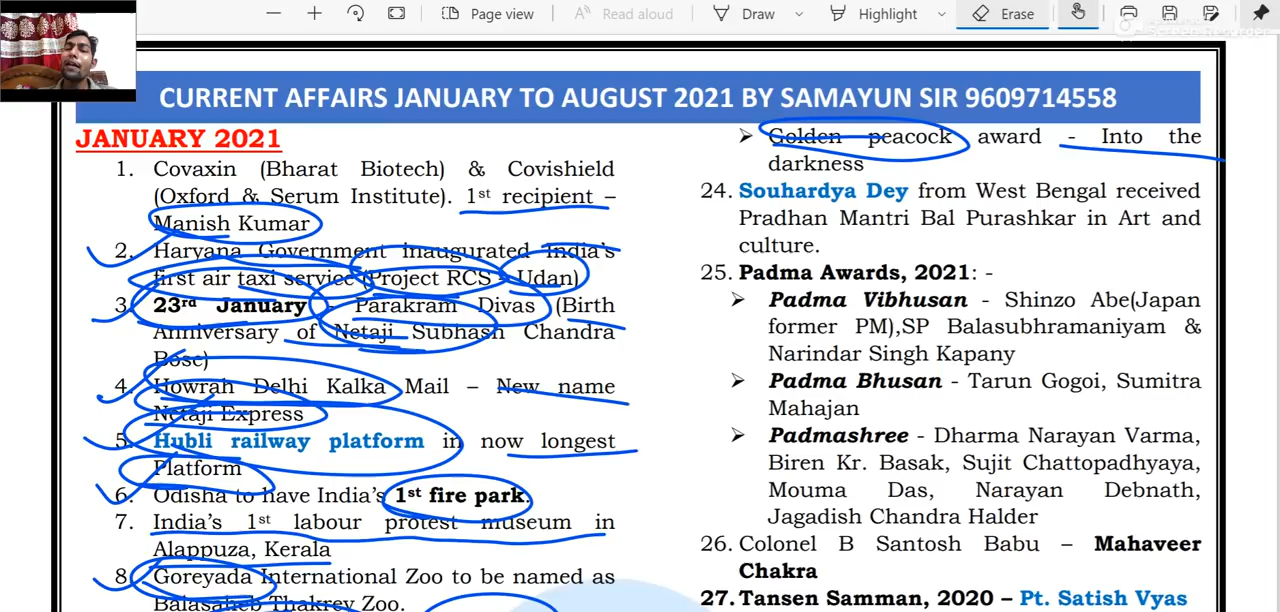 Page view
Read aloud
Draw
Highlight
Erase
Screen Recorder
CURRENT AFFAIRS JANUARY TO AUGUST 2021 BY SAMAYUN SIR 9609714558
JANUARY 2021
1. Covaxin (Bharat Biotech) & Covishield
(Oxford & Serum Institute). 1st recipient –
Manish Kumar
2. Haryana Government inaugurated India's
first air taxi service (Project RCS – Udan)
3. 23rd January - Parakram Divas (Birth
Anniversary of Netaji Subhash Chandra
Bose)
4. Howrah Delhi Kalka Mail – New name
Netaji Express
5. Hubli railway platform in now longest
Platform
6. Odisha to have India's 1st fire park.
7. India's 1st labour protest museum in
Alappuza, Kerala
8. Goreyada International Zoo to be named as
Balasaheb Thakrey Zoo.
➢ Golden peacock award - Into the
darkness
24. Souhardya Dey from West Bengal received
Pradhan Mantri Bal Purashkar in Art and
culture.
25. Padma Awards, 2021: -
➢ Padma Vibhusan - Shinzo Abe(Japan
former PM),SP Balasubhramaniyam &
Narindar Singh Kapany
➢ Padma Bhusan - Tarun Gogoi, Sumitra
Mahajan
➢ Padmashree - Dharma Narayan Varma,
Biren Kr. Basak, Sujit Chattopadhyaya,
Mouma Das, Narayan Debnath,
Jagadish Chandra Halder
26. Colonel B Santosh Babu – Mahaveer
Chakra
27. Tansen Samman, 2020 – Pt. Satish Vyas